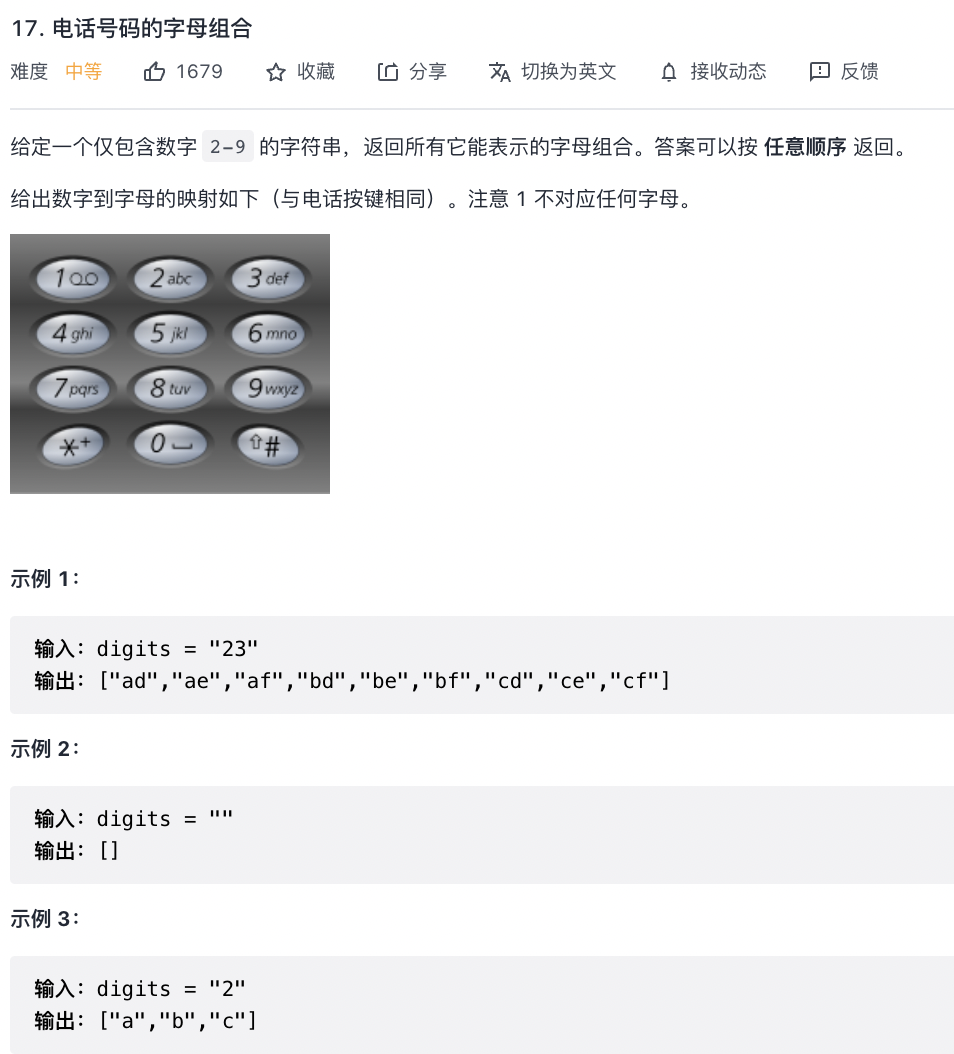 17. 电话号码的字母组合
难度 中等 1679 收藏 分享 切换为英文 接收动态 反馈
给定一个仅包含数字 2-9 的字符串，返回所有它能表示的字母组合。答案可以按 任意顺序 返回。
给出数字到字母的映射如下（与电话按键相同）。注意 1 不对应任何字母。
1 2 abc 3 def
4 ghi 5 jkl 6 mno
7 pqrs 8 tuv 9 wxyz
*+ 0 #
示例 1：
输入：digits = "23"
输出：["ad","ae","af","bd","be","bf","cd","ce","cf"]
示例 2：
输入：digits = ""
输出：[]
示例 3：
输入：digits = "2"
输出：["a","b","c"]